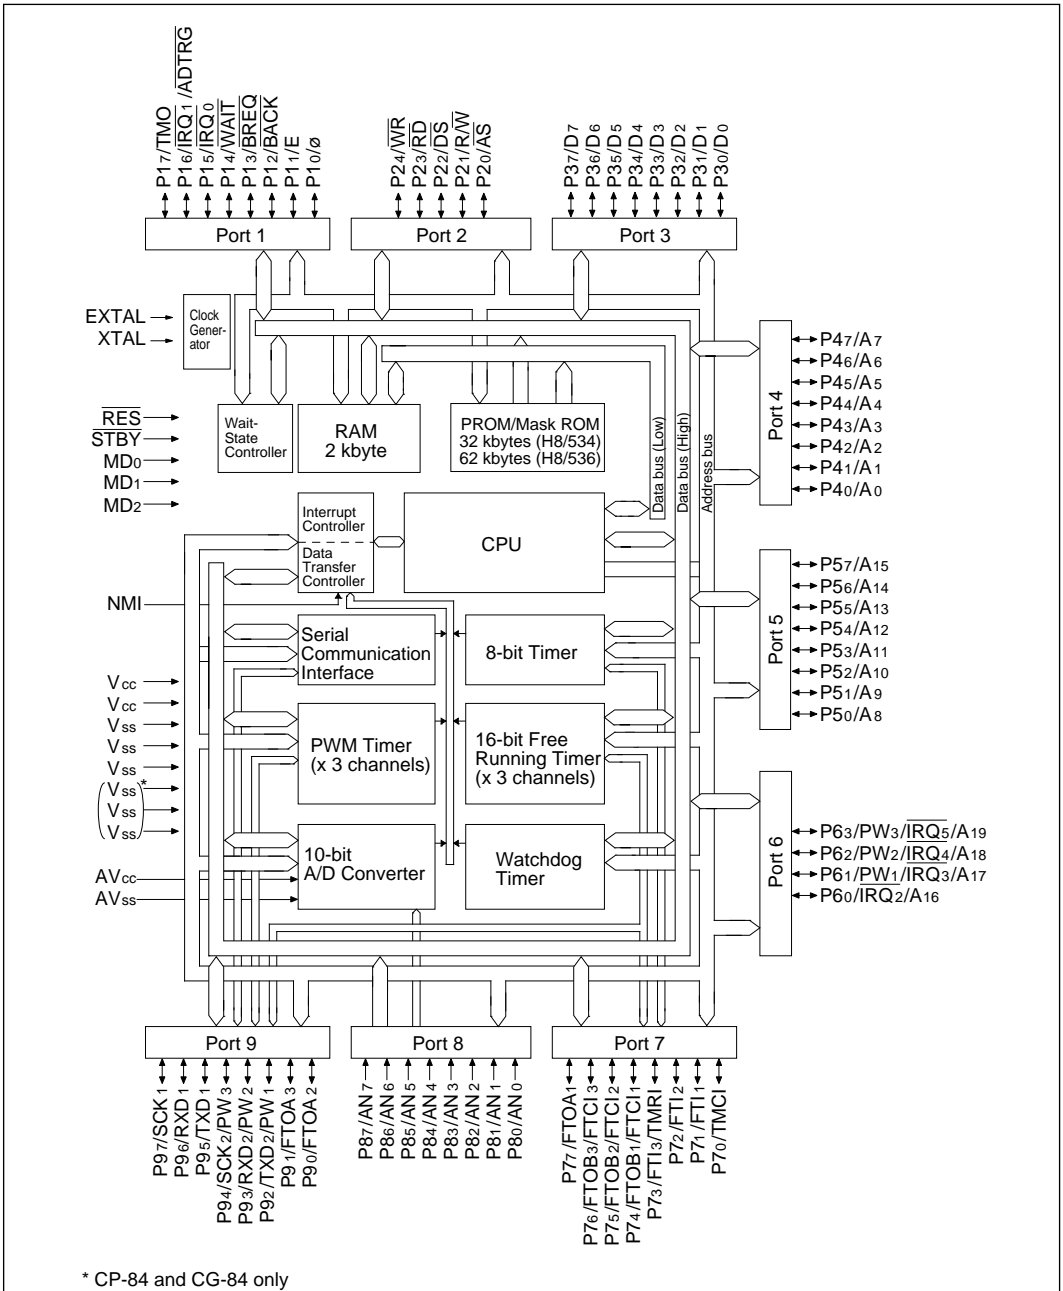 P17/TMO
P16/IRQ1/ADTRG
P15/IRQ0
P14/WAIT
P13/BREQ
P12/BACK
P11/E
P10/ø
P24/WR
P23/RD
P22/DS
P21/R/W
P20/AS
P37/D7
P36/D6
P35/D5
P34/D4
P33/D3
P32/D2
P31/D1
P30/D0
Port 1
Port 2
Port 3
EXTAL
XTAL
Clock
Gener-
ator
RES
STBY
MD0
MD1
MD2
Wait-
State
Controller
RAM
2 kbyte
PROM/Mask ROM
32 kbytes (H8/534)
62 kbytes (H8/536)
Data bus (Low)
Data bus (High)
Address bus
Port 4
P47/A7
P46/A6
P45/A5
P44/A4
P43/A3
P42/A2
P41/A1
P40/A0
Interrupt
Controller
Data
Transfer
Controller
CPU
NMI
Port 5
P57/A15
P56/A14
P55/A13
P54/A12
P53/A11
P52/A10
P51/A9
P50/A8
Serial
Communication
Interface
8-bit Timer
Vcc
Vcc
Vss
Vss
Vss
Vss*
Vss
Vss
PWM Timer
(x 3 channels)
16-bit Free
Running Timer
(x 3 channels)
10-bit
A/D Converter
Watchdog
Timer
AVcc
AVss
Port 6
P63/PW3/IRQ5/A19
P62/PW2/IRQ4/A18
P61/PW1/IRQ3/A17
P60/IRQ2/A16
Port 9
Port 8
Port 7
P97/SCK1
P96/RXD1
P95/TXD1
P94/SCK2/PW3
P93/RXD2/PW2
P92/TXD2/PW1
P91/FTOA3
P90/FTOA2
P87/AN7
P86/AN6
P85/AN5
P84/AN4
P83/AN3
P82/AN2
P81/AN1
P80/AN0
P77/FTOA1
P76/FTOB3/FTCI3
P75/FTOB2/FTCI2
P74/FTOB1/FTCI1
P73/FTI3/TMRI
P72/FTI2
P71/FTI1
P70/TMCI
* CP-84 and CG-84 only